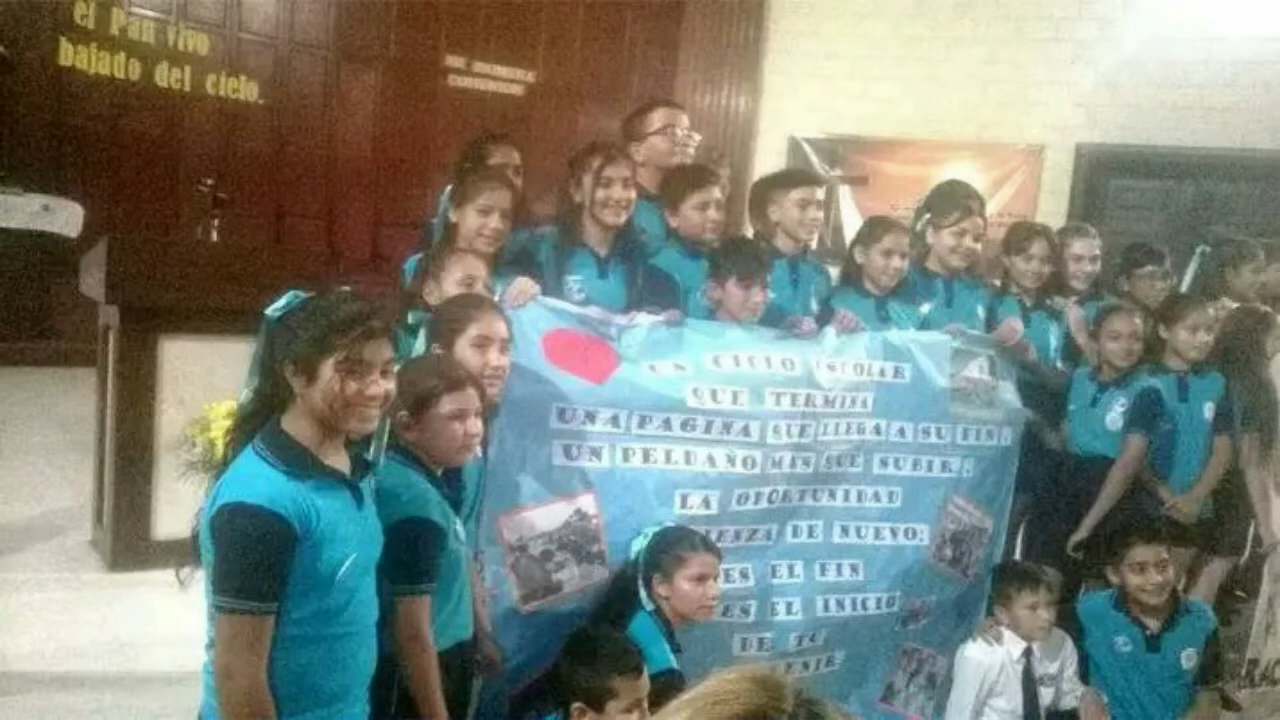 el Pan vivo
bajado del cielo.
UN CICLO ESCOLAR
QUE TERMINA
UNA PAGINA QUE LLEGA A SU FIN.
UN PELDAÑO MAS QUE SUBIR.
LA OPORTUNIDAD
DE NUEVO:
ES EL FIN
ES EL INICIO
DE TU